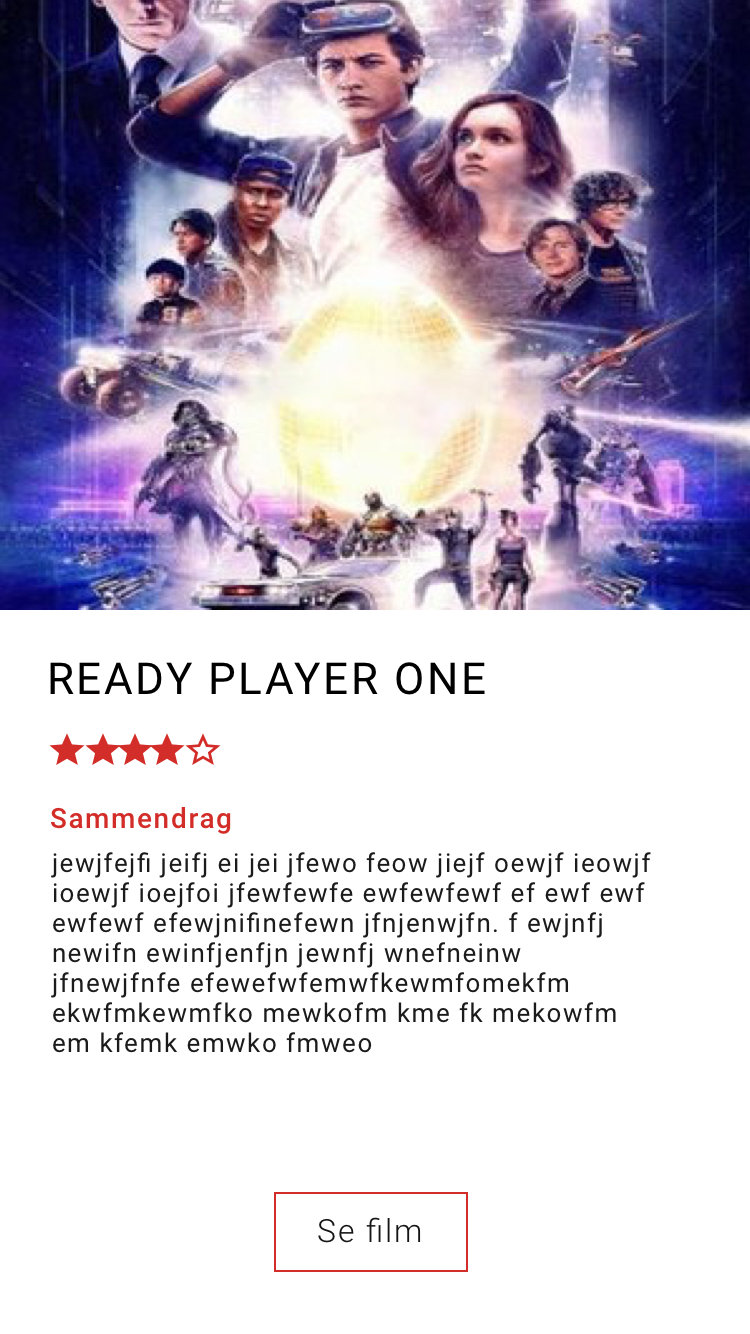 READY PLAYER ONE
Sammendrag
jewjfejfi jeifj ei jei jfewo feow jiejf oewjf ieowjf
ioewjf ioejfoi jfewfewfe ewfewfewf ef ewf ewf
ewfewf efewjnifinefewn jfnjenwjfn. f ewjnfj
newifn ewinfjenfjn jewnfj wnefneinw
jfnewjfnfe efewefwfemwfkewmfomekfm
ekwfmkewmfko mewkofm kme fk mekowfm
em kfemk emwko fmweo
Se film